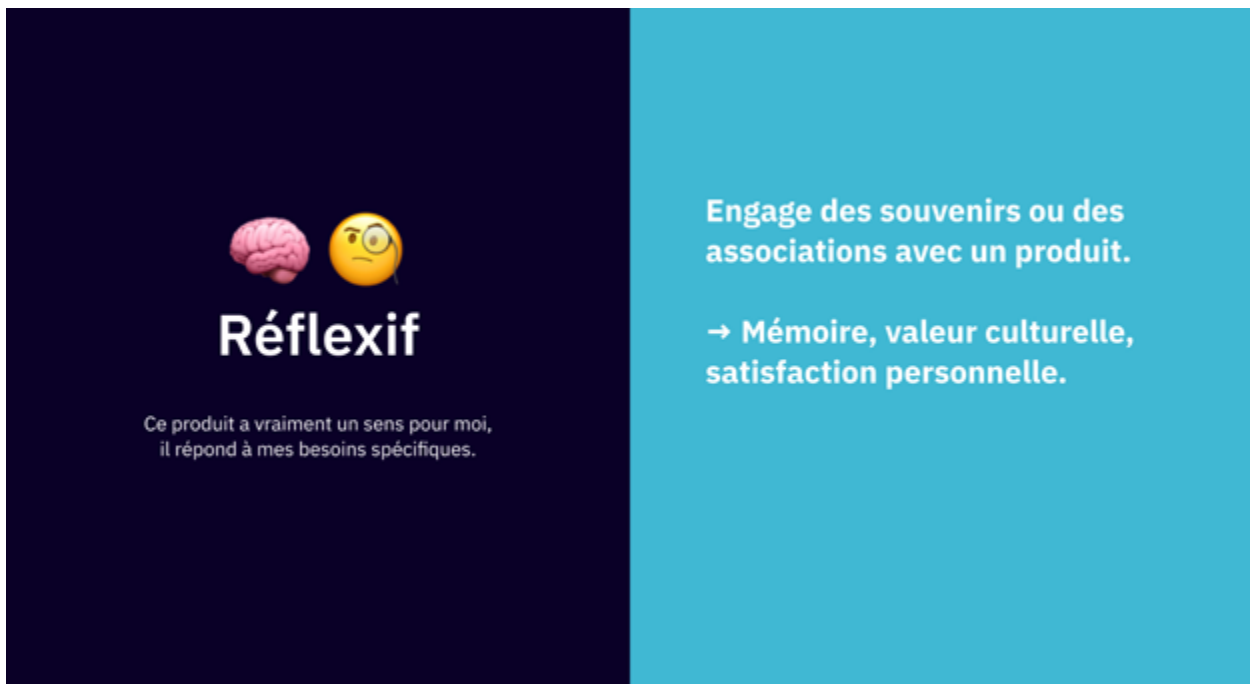 Réflexif
Ce produit a vraiment un sens pour moi,
il répond à mes besoins spécifiques.
Engage des souvenirs ou des
associations avec un produit.
→ Mémoire, valeur culturelle,
satisfaction personnelle.